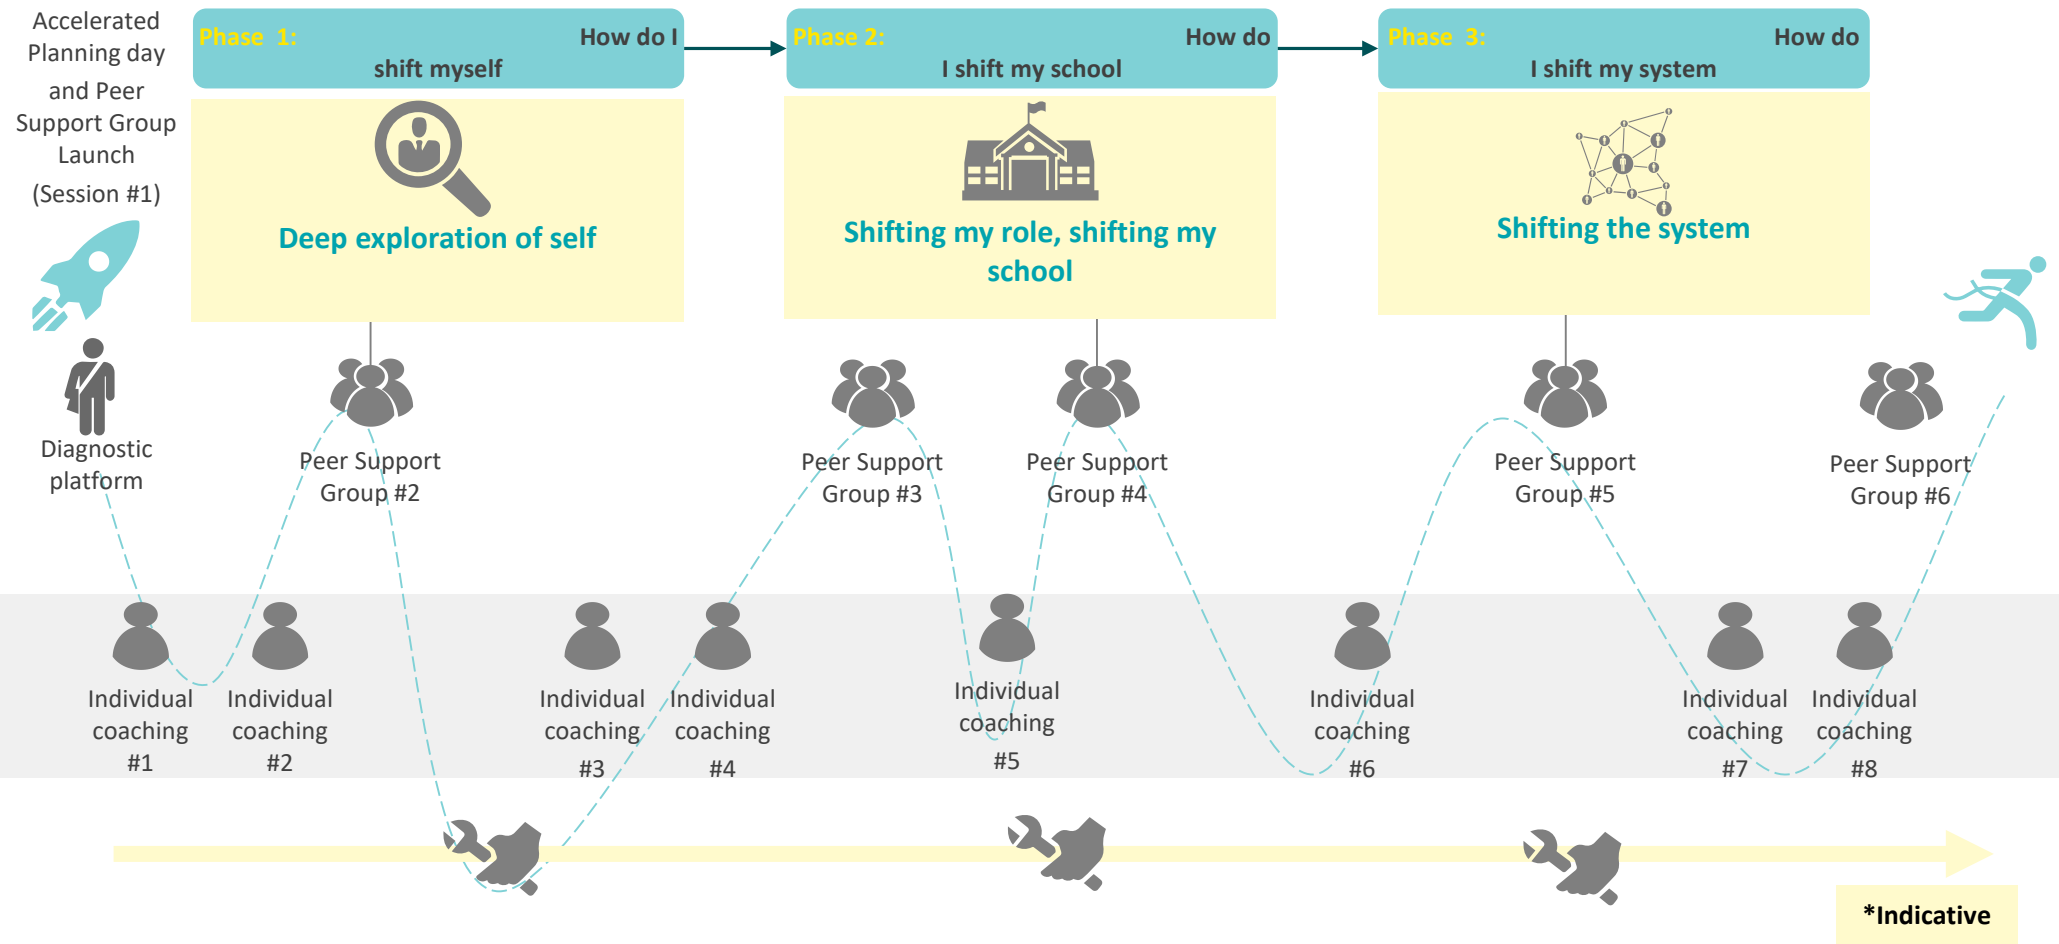 Accelerated
Planning day
and Peer
Support Group
Launch
(Session #1)
Phase 1: How do I
shift myself
Phase 2: How do
I shift my school
Phase 3: How do
I shift my system
Deep exploration of self
Shifting my role, shifting my
school
Shifting the system
Diagnostic
platform
Peer Support
Group #2
Peer Support
Group #3
Peer Support
Group #4
Peer Support
Group #5
Peer Support
Group #6
Individual
coaching
#1
Individual
coaching
#2
Individual
coaching
#3
Individual
coaching
#4
Individual
coaching
#5
Individual
coaching
#6
Individual
coaching
#7
Individual
coaching
#8
*Indicative